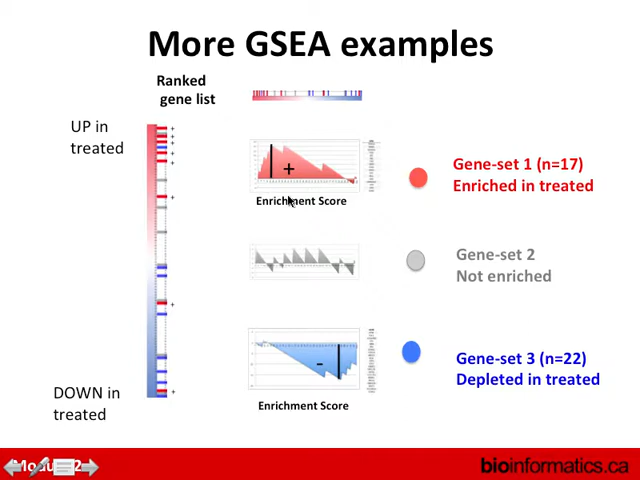 More GSEA examples
Ranked
gene list
UP in
treated
+
Enrichment Score
Gene-set 1 (n=17)
Enriched in treated
Gene-set 2
Not enriched
-
Gene-set 3 (n=22)
Depleted in treated
DOWN in
treated
Enrichment Score
bioinformatics.ca